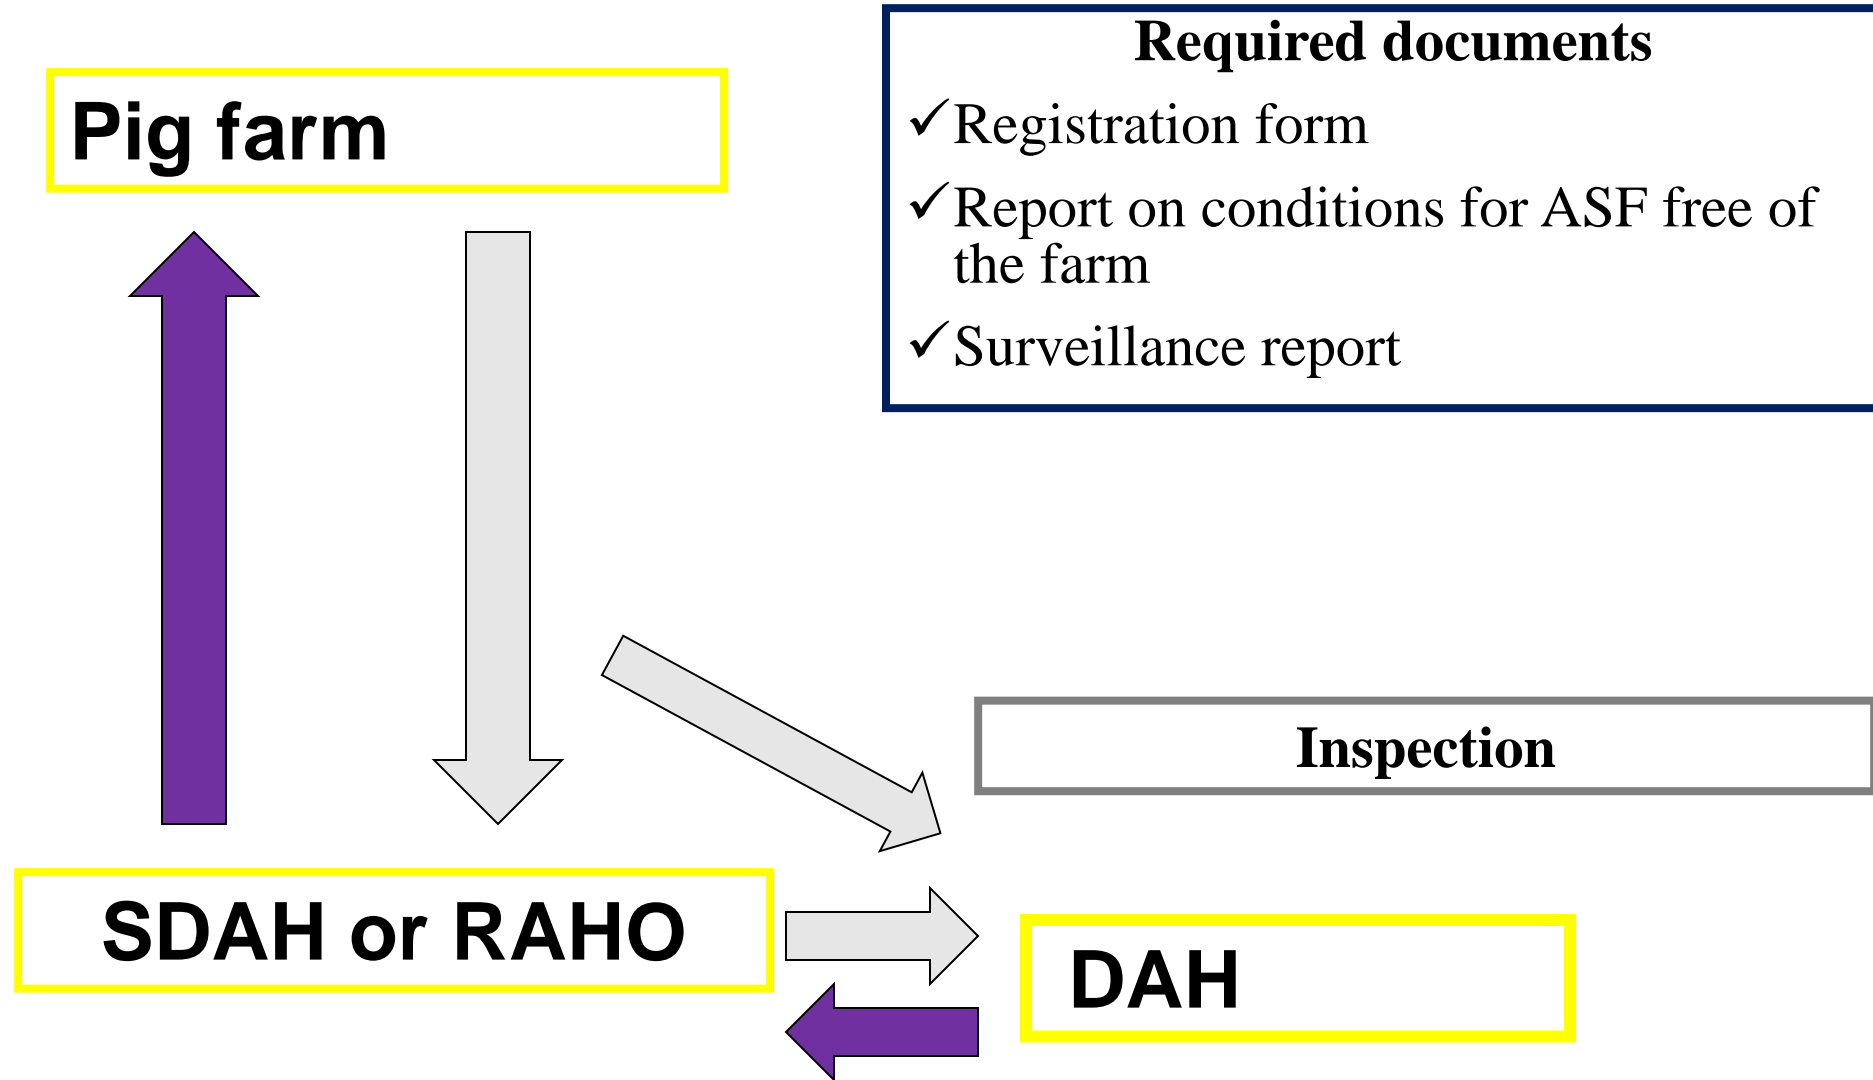 Required documents
Pig farm
✓Registration form
✓Report on conditions for ASF free of
the farm
✓Surveillance report
Inspection
SDAH or RAHO
DAH